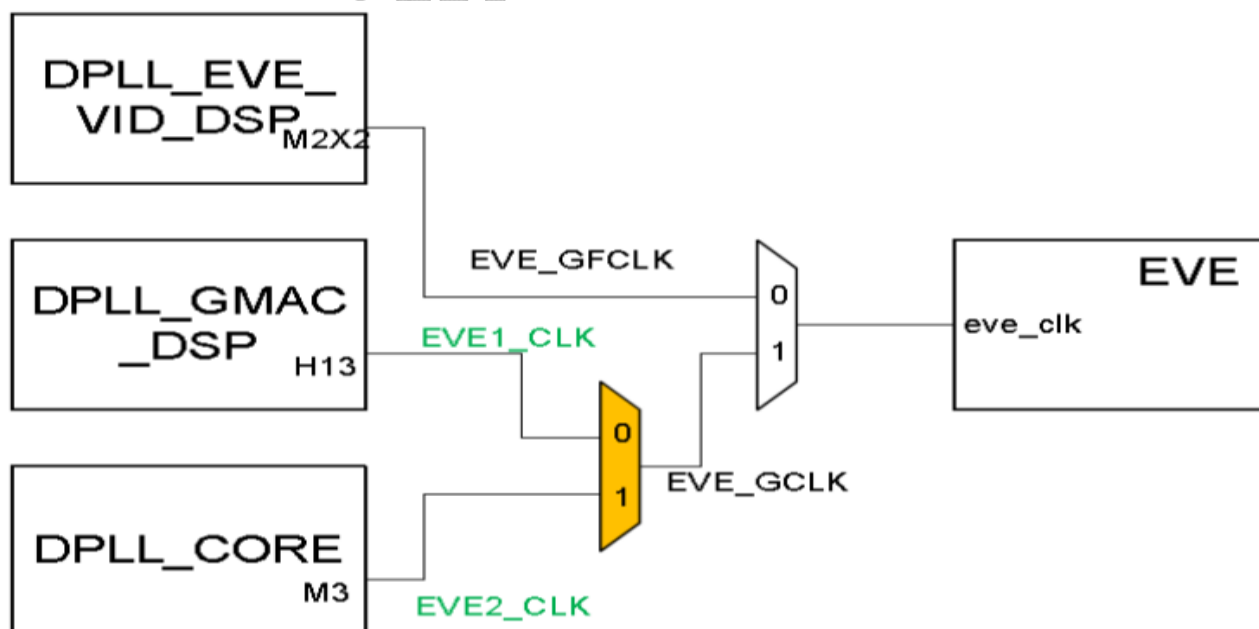 DPLL_EVE_
VID_DSP
M2X2
DPLL_GMAC
_DSP
H13
DPLL_CORE
M3
EVE_GFCLK
EVE1_CLK
EVE2_CLK
0
1
EVE_GCLK
0
1
EVE
eve_clk